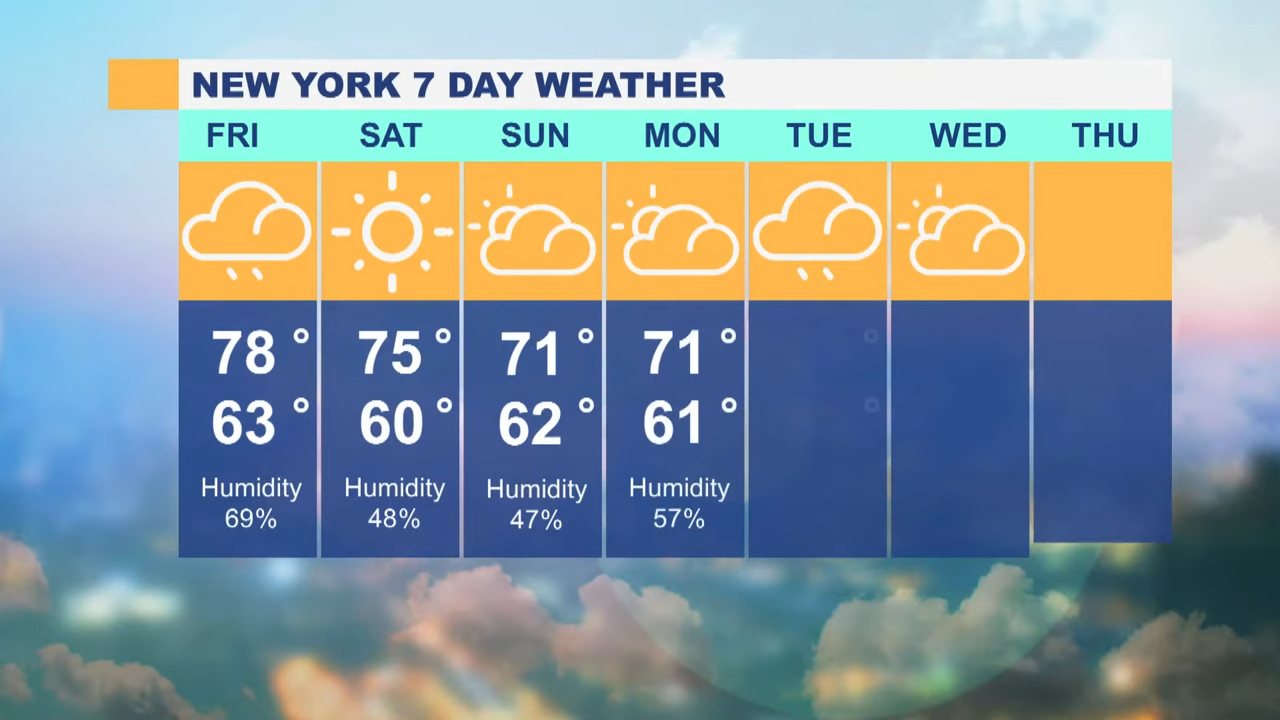 NEW YORK 7 DAY WEATHER
FRI SAT SUN MON TUE WED THU
78° 75° 71° 71°
63° 60° 62° 61°
Humidity Humidity Humidity Humidity
69% 48% 47% 57%